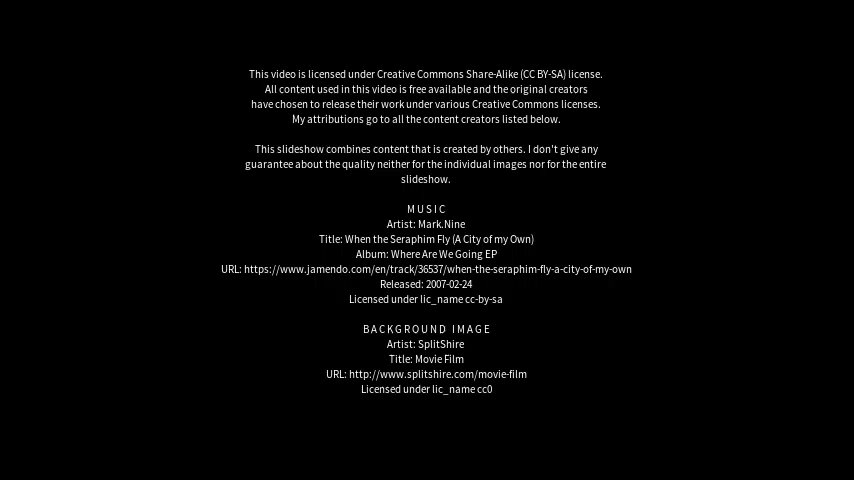 This video is licensed under Creative Commons Share-Alike (CC BY-SA) license.
All content used in this video is free available and the original creators
have chosen to release their work under various Creative Commons licenses.
My attributions go to all the content creators listed below.
This slideshow combines content that is created by others. I don't give any
guarantee about the quality neither for the individual images nor for the entire
slideshow.
MUSIC
Artist: Mark.Nine
Title: When the Seraphim Fly (A City of my Own)
Album: Where Are We Going EP
URL: https://www.jamendo.com/en/track/36537/when-the-seraphim-fly-a-city-of-my-own
Released: 2007-02-24
Licensed under lic_name cc-by-sa
BACKGROUND IMAGE
Artist: SplitShire
Title: Movie Film
URL: http://www.splitshire.com/movie-film
Licensed under lic_name cc0